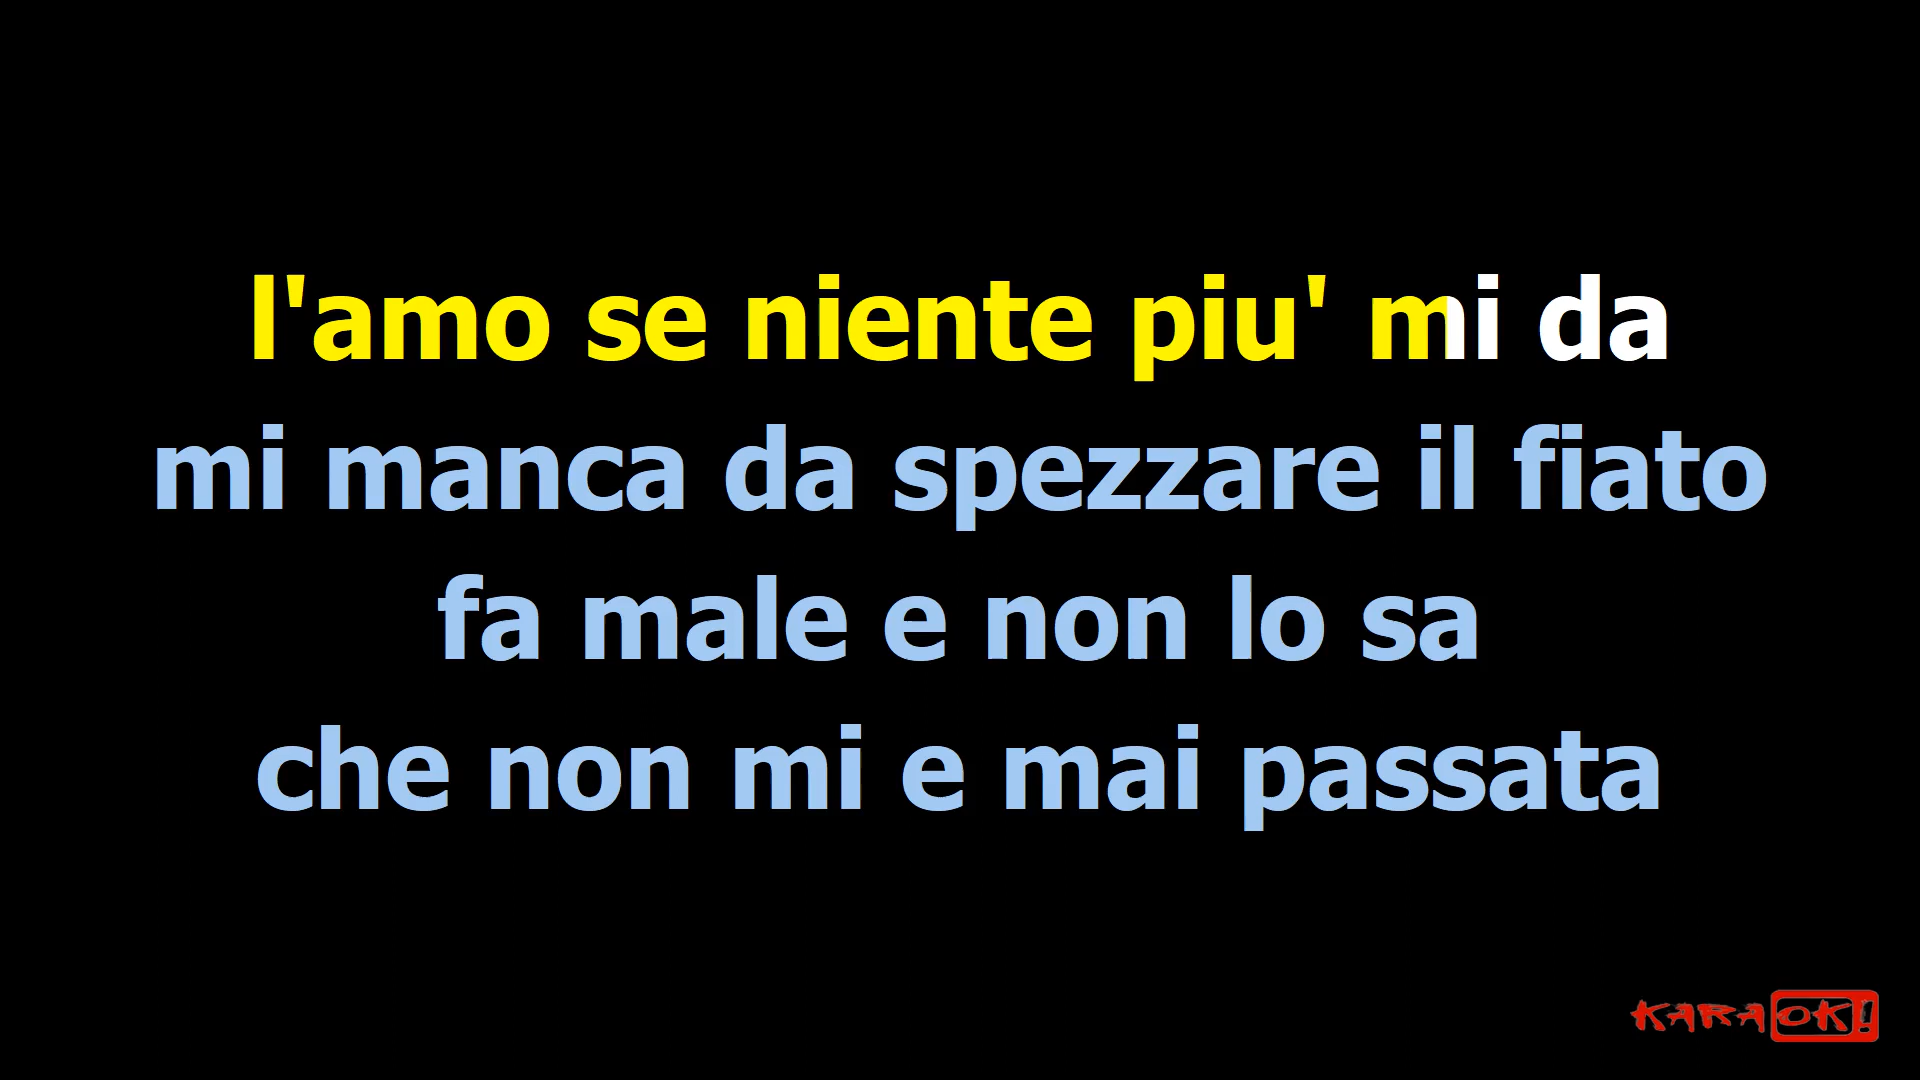 l'amo se niente piu' mi da
mi manca da spezzare il fiato
fa male e non lo sa
che non mi e mai passata
KARAOK!